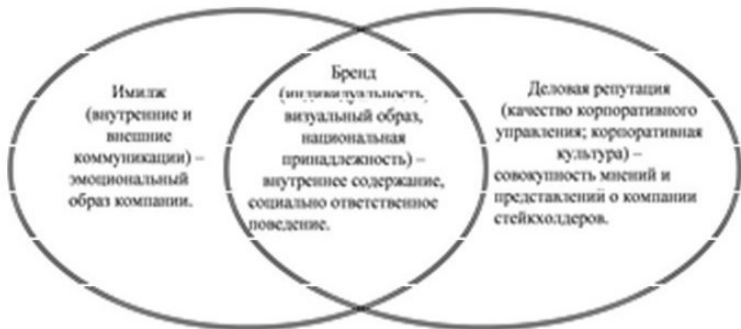 Имидж
(внутренние и
внешние
коммуникации) –
эмоциональный
образ компании.
Бренд
(индивидуальность,
визуальный образ,
национальная
принадлежность) –
внутреннее содержание,
социально ответственное
поведение.
Деловая репутация
(качество корпоративного
управления; корпоративная
культура) –
совокупность мнений и
представлений о компании
стейкхолдеров.